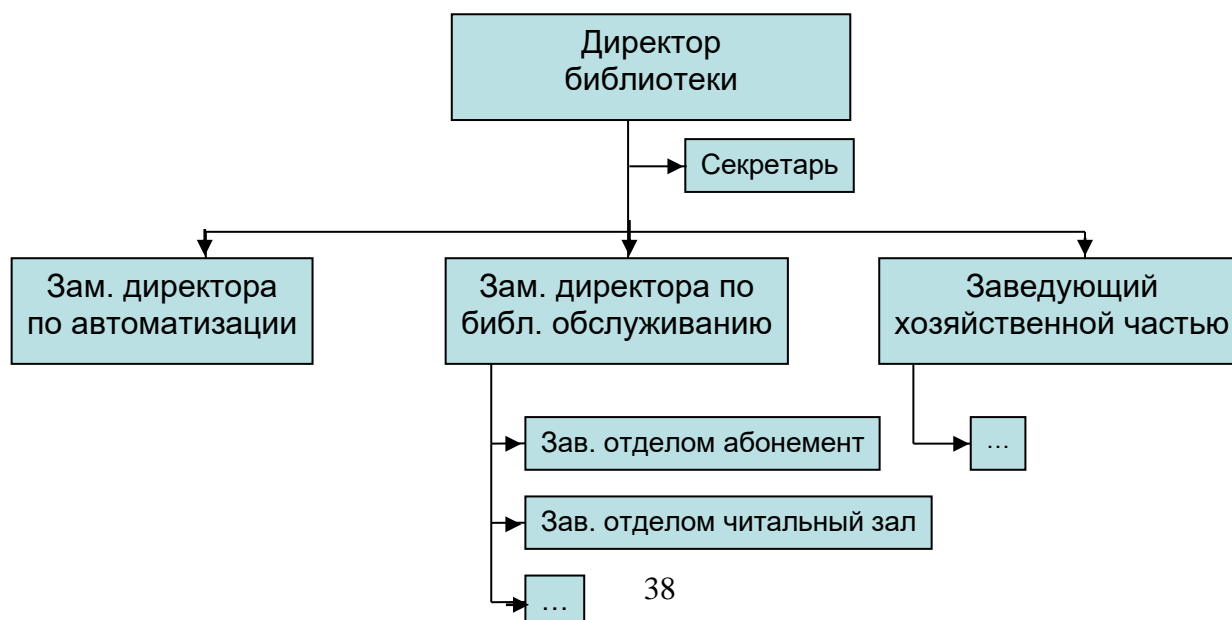 Директор
библиотеки
Секретарь
Зам. директора
по автоматизации
Зам. директора по
библ. обслуживанию
Заведующий
хозяйственной частью
Зав. отделом абонемент
…
Зав. отделом читальный зал
…
38